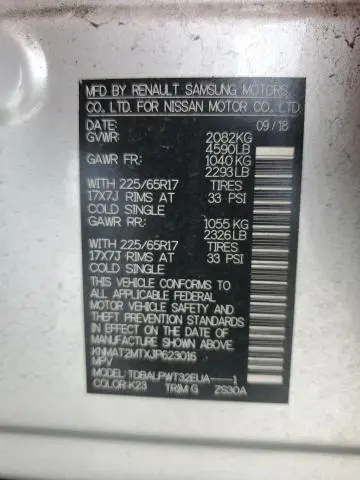 MFD BY RENAULT SAMSUNG MOTORS
CO. LTD. FOR NISSAN MOTOR CO. LTD.
DATE: 09/18
GVWR: 2082KG
4590LB
GAWR FR: 1040KG
2293LB
WITH 225/65R17 TIRES
17X7J RIMS AT 33 PSI
COLD SINGLE
GAWR RR: 1055 KG
2326LB
WITH 225/65R17 TIRES
17X7J RIMS AT 33 PSI
COLD SINGLE
THIS VEHICLE CONFORMS TO
ALL APPLICABLE FEDERAL
MOTOR VEHICLE SAFETY AND
THEFT PREVENTION STANDARDS
IN EFFECT ON THE DATE OF
MANUFACTURE SHOWN ABOVE.
KNMAT2MTXJP623016
MPV
MODEL: TDBALPWT32EUA----1
COLOR:K23 TRIM:G ZS30A